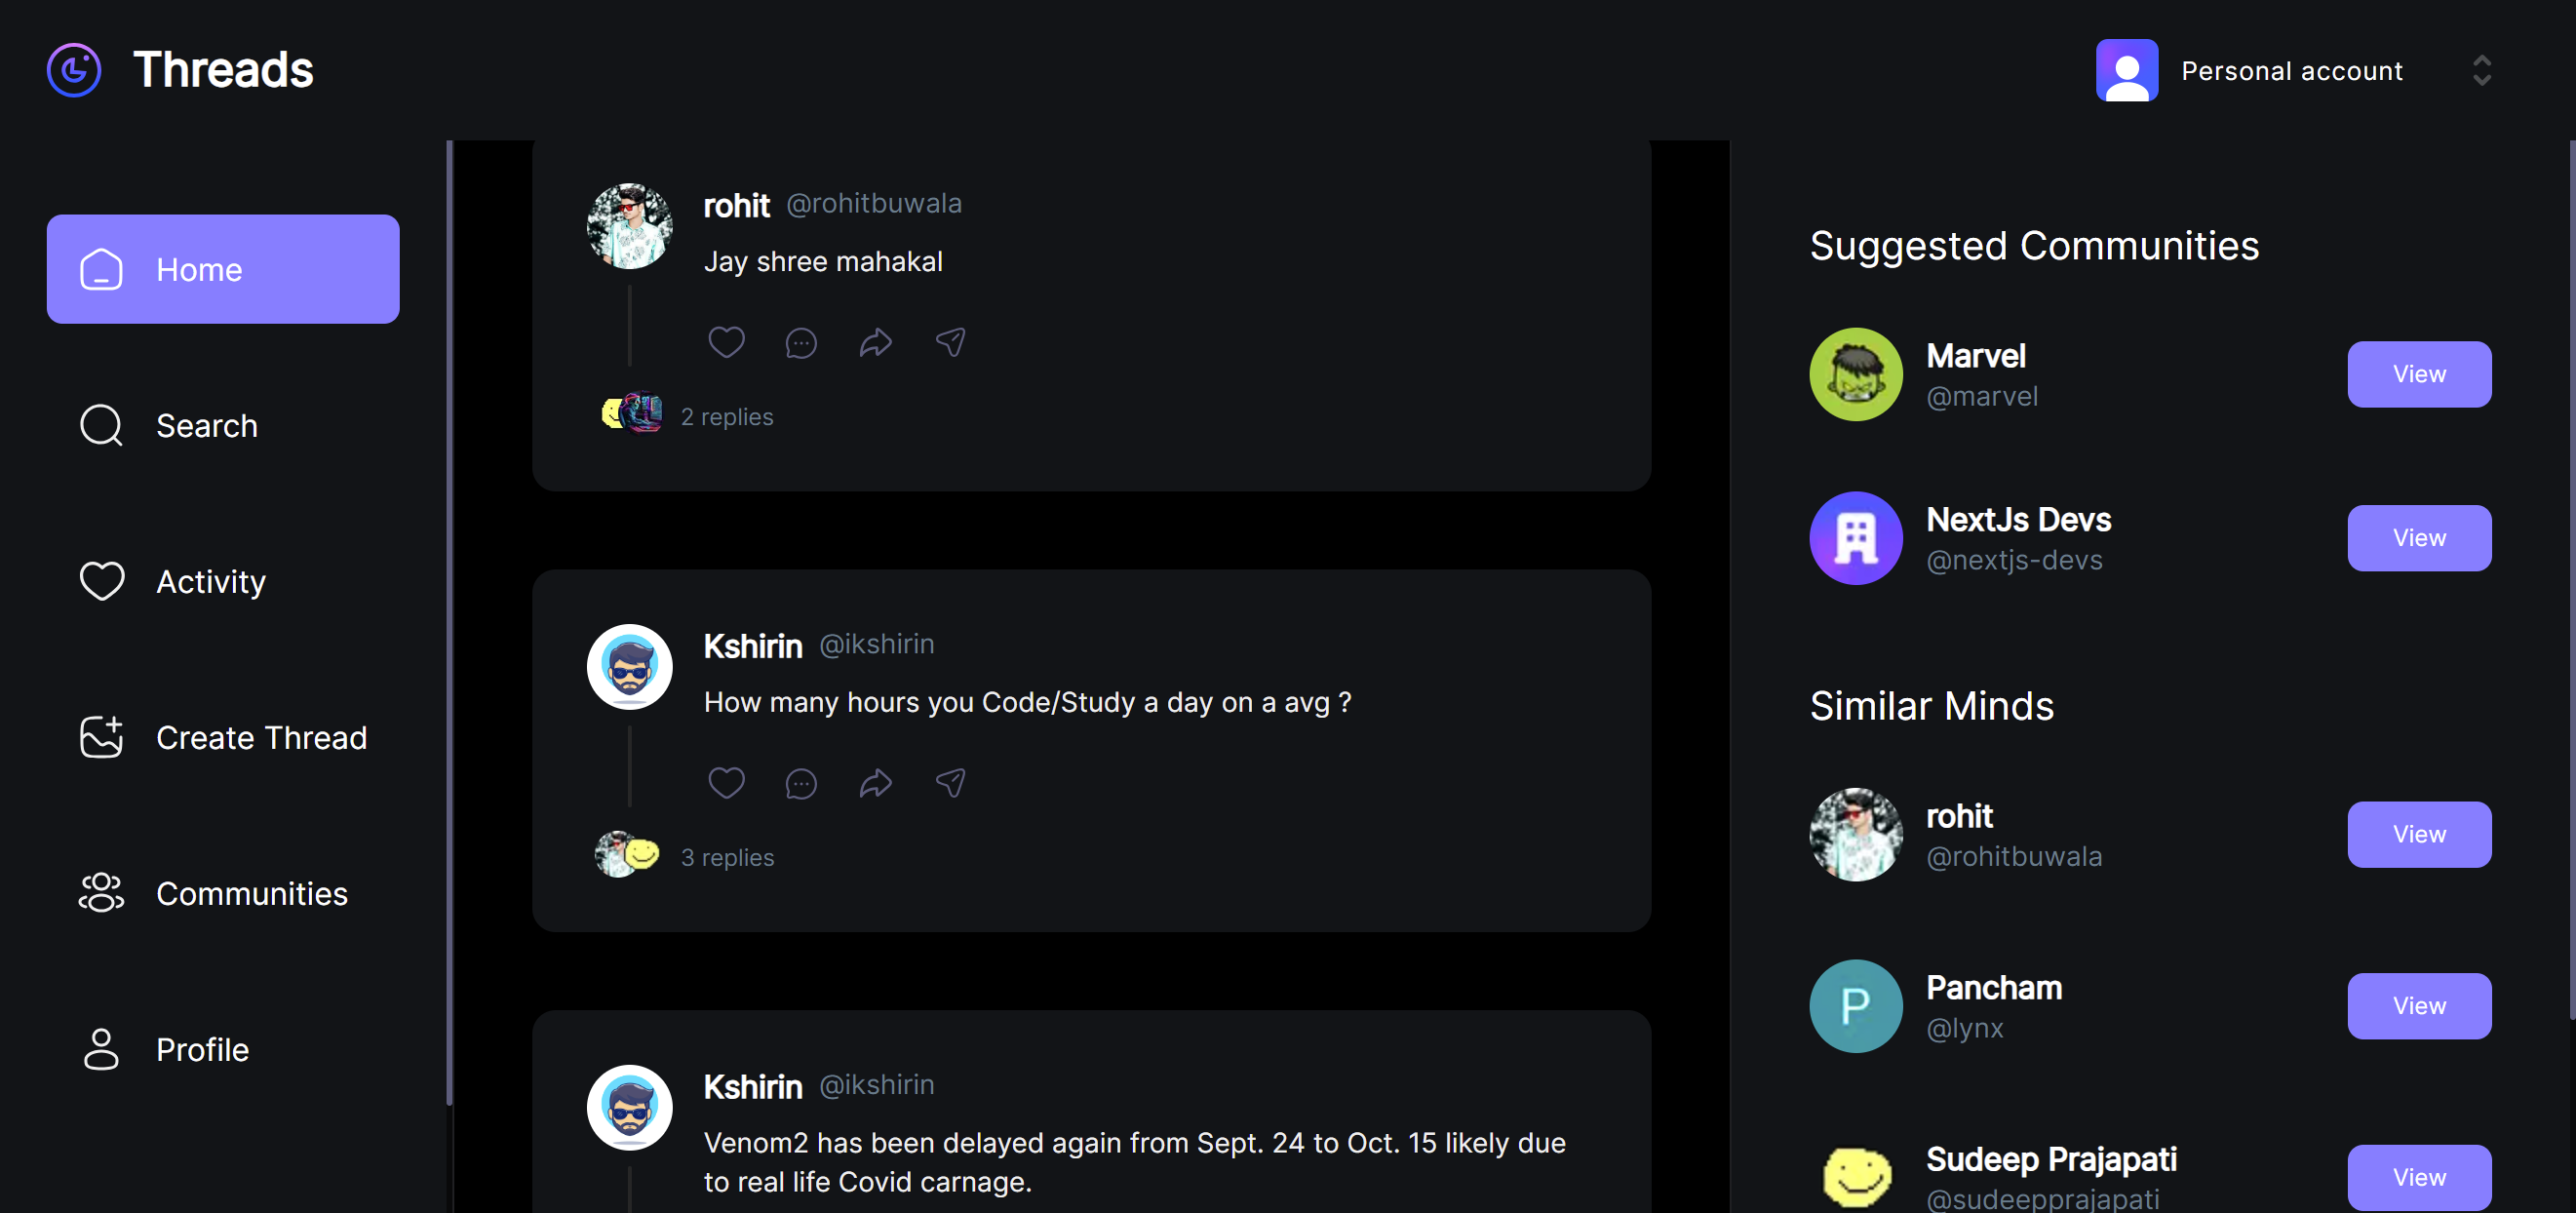 Threads
Personal account
Home
Search
Activity
Create Thread
Communities
Profile
rohit @rohitbuwala
Jay shree mahakal
2 replies
Kshirin @ikshirin
How many hours you Code/Study a day on a avg ?
3 replies
Kshirin @ikshirin
Venom2 has been delayed again from Sept. 24 to Oct. 15 likely due
to real life Covid carnage.
Suggested Communities
Marvel
@marvel
View
NextJs Devs
@nextjs-devs
View
Similar Minds
rohit
@rohitbuwala
View
P
Pancham
@lynx
View
Sudeep Prajapati
@sudeepprajapati
View